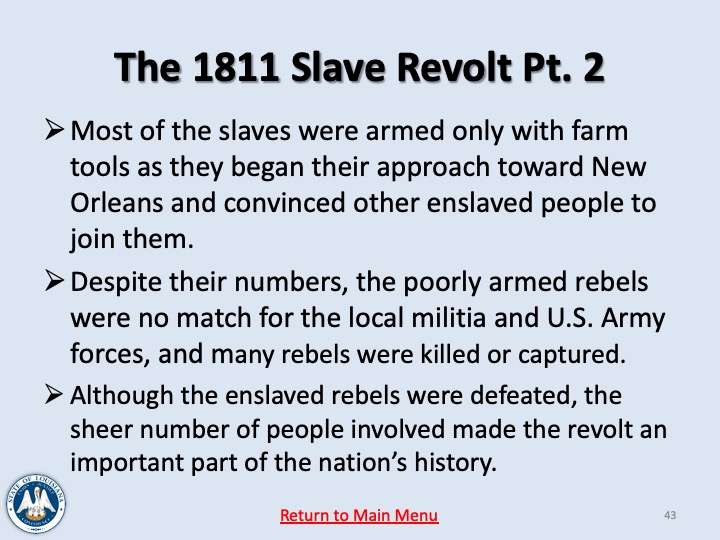 The 1811 Slave Revolt Pt. 2
➢ Most of the slaves were armed only with farm
tools as they began their approach toward New
Orleans and convinced other enslaved people to
join them.
➢ Despite their numbers, the poorly armed rebels
were no match for the local militia and U.S. Army
forces, and many rebels were killed or captured.
➢ Although the enslaved rebels were defeated, the
sheer number of people involved made the revolt an
important part of the nation’s history.
STATE OF LOUISIANA
CONFIDENCE
Return to Main Menu
43